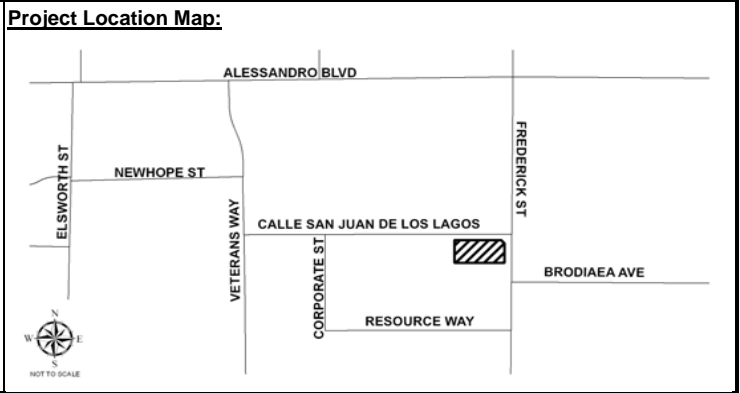 Project Location Map:
ALESSANDRO BLVD
ELSWORTH ST
NEWHOPE ST
VETERANS WAY
FREDERICK ST
CALLE SAN JUAN DE LOS LAGOS
CORPORATE ST
BRODIAEA AVE
RESOURCE WAY
N
W E
S
NOT TO SCALE